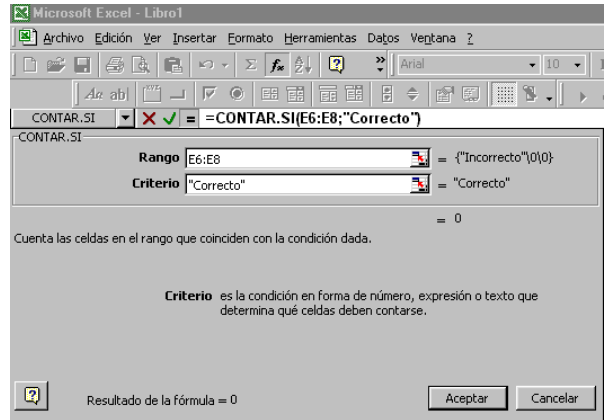 Microsoft Excel - Libro1
Archivo Edición Ver Insertar Formato Herramientas Datos Ventana ?
Arial 10
Aa ab|
CONTAR.SI = =CONTAR.SI(E6:E8;"Correcto")
CONTAR.SI
Rango E6:E8 = {"Incorrecto"\0\0}
Criterio "Correcto" = "Correcto"
= 0
Cuenta las celdas en el rango que coinciden con la condición dada.
Criterio es la condición en forma de número, expresión o texto que
determina qué celdas deben contarse.
Resultado de la fórmula = 0
Aceptar Cancelar